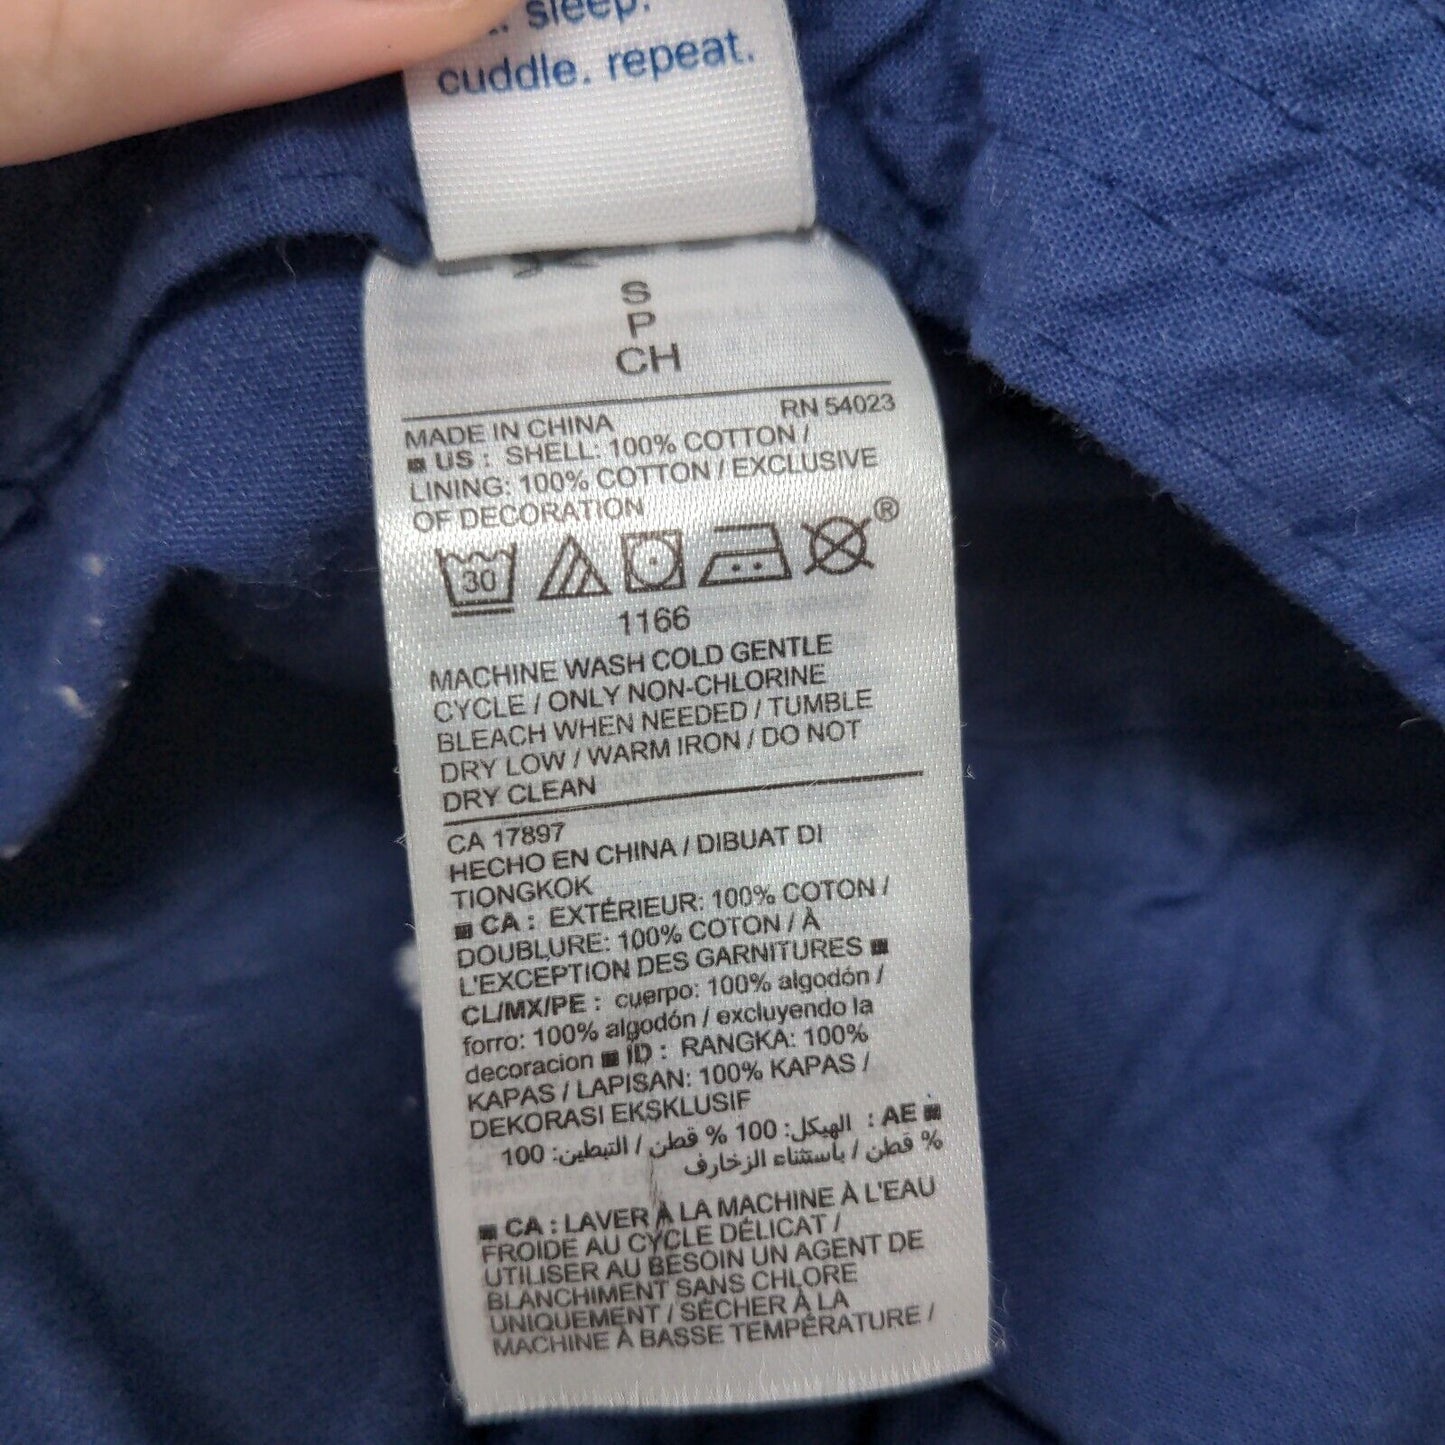 sleep.
cuddle. repeat.
S
P
CH
RN 54023
MADE IN CHINA
■ US : SHELL: 100% COTTON /
LINING: 100% COTTON / EXCLUSIVE
OF DECORATION
30
®
1166
MACHINE WASH COLD GENTLE
CYCLE / ONLY NON-CHLORINE
BLEACH WHEN NEEDED / TUMBLE
DRY LOW / WARM IRON / DO NOT
DRY CLEAN
CA 17897
HECHO EN CHINA / DIBUAT DI
TIONGKOK
■ CA : EXTÉRIEUR: 100% COTON /
DOUBLURE: 100% COTON / À
L'EXCEPTION DES GARNITURES ■
CL/MX/PE : cuerpo: 100% algodón /
forro: 100% algodón / excluyendo la
decoracion ■ ID : RANGKA: 100%
KAPAS / LAPISAN: 100% KAPAS /
DEKORASI EKSKLUSIF
■ AE : الهيكل: 100 % قطن / التبطين: 100
% قطن / باستثناء الزخارف
■ CA : LAVER À LA MACHINE À L'EAU
FROIDE AU CYCLE DÉLICAT /
UTILISER AU BESOIN UN AGENT DE
BLANCHIMENT SANS CHLORE
UNIQUEMENT / SÉCHER À LA
MACHINE À BASSE TEMPÉRATURE /